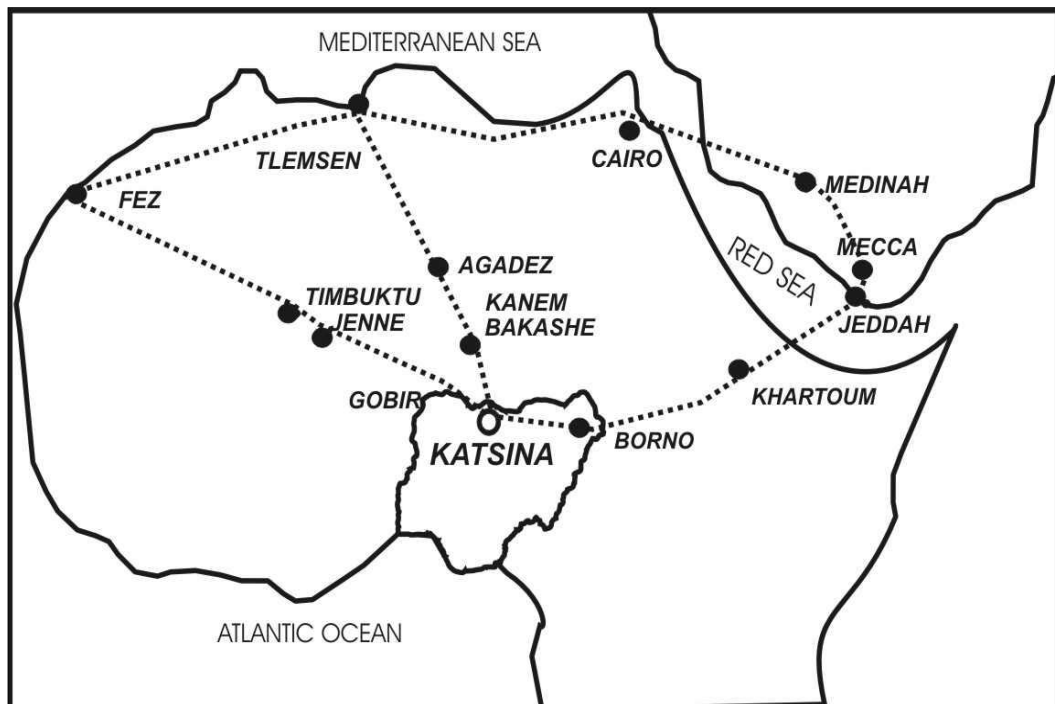 MEDITERRANEAN SEA
TLEMSEN
CAIRO
FEZ
MEDINAH
RED SEA
MECCA
AGADEZ
TIMBUKTU
JENNE
KANEM
BAKASHE
JEDDAH
KHARTOUM
GOBIR
KATSINA
BORNO
ATLANTIC OCEAN